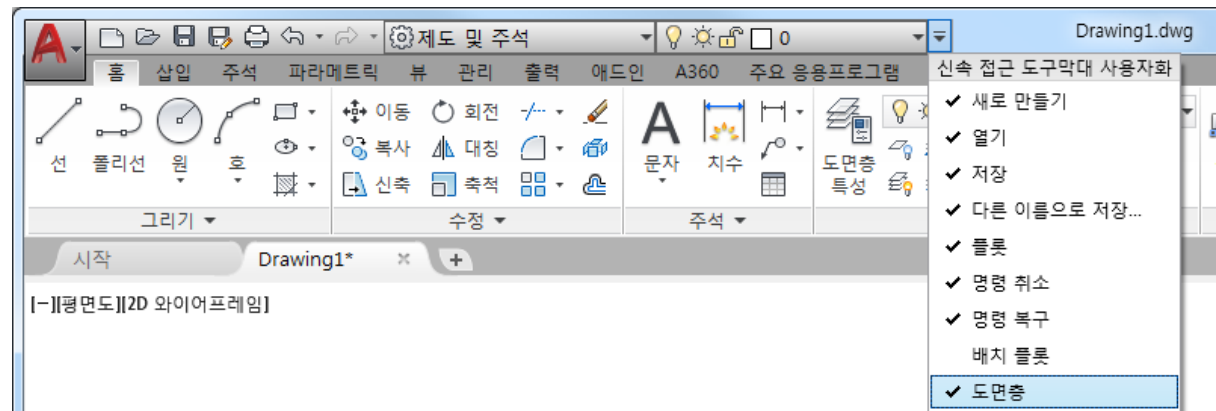 제도 및 주석
0
Drawing1.dwg
홈 삽입 주석 파라메트릭 뷰 관리 출력 애드인 A360 주요 응용프로그램
신속 접근 도구막대 사용자화
새로 만들기
열기
저장
다른 이름으로 저장...
플롯
명령 취소
명령 복구
배치 플롯
도면층
선
폴리선
원
호
이동
회전
복사
대칭
신축
축척
A
문자
치수
도면층
특성
그리기
수정
주석
시작
Drawing1*
[-][평면도][2D 와이어프레임]